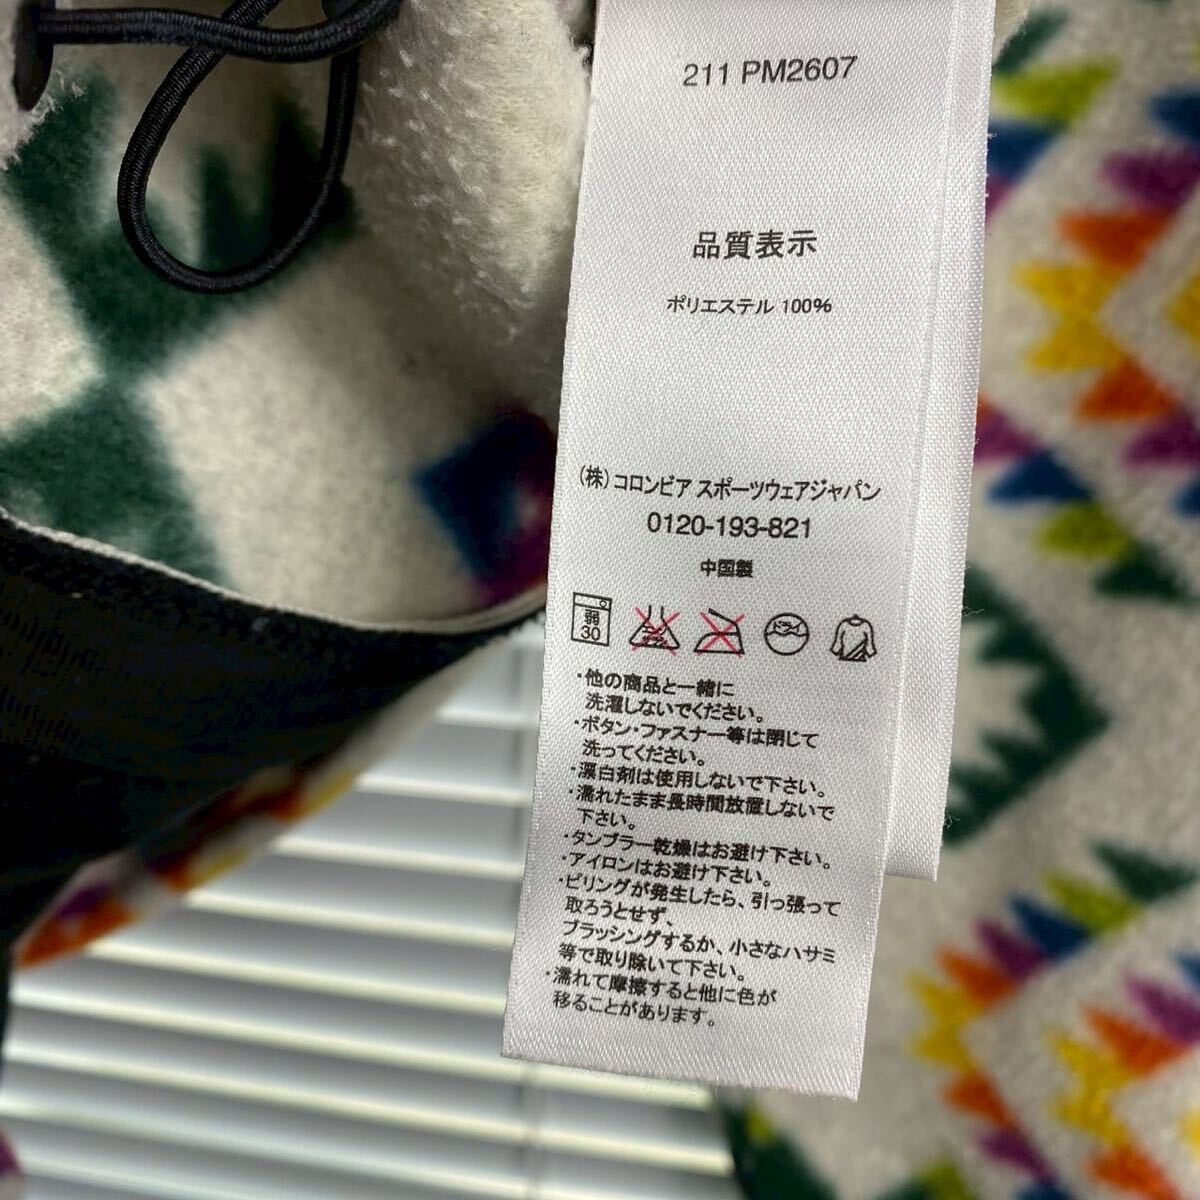 211 PM2607
品質表示
ポリエステル 100%
(株)コロンビア スポーツウェアジャパン
0120-193-821
中国製
弱
30
ドライ
・他の商品と一緒に
洗濯しないでください。
・ボタン・ファスナー等は閉じて
洗ってください。
・漂白剤は使用しないで下さい。
・濡れたまま長時間放置しないで
下さい。
・タンブラー乾燥はお避け下さい。
・アイロンはお避け下さい。
・ピリングが発生したら、引っ張って
取ろうとせず、
ブラッシングするか、小さなハサミ
等で取り除いて下さい。
・濡れて摩擦すると他に色が
移ることがあります。